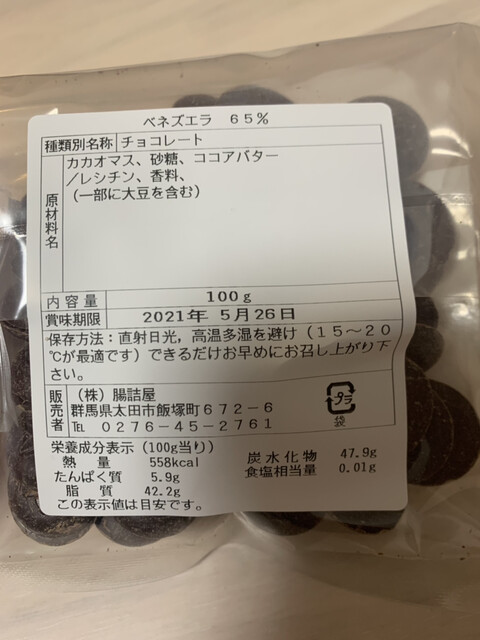 ベネズエラ 65%
種類別名称 チョコレート
原材料名 カカオマス、砂糖、ココアバター
/レシチン、香料、
(一部に大豆を含む)
内容量 100g
賞味期限 2021年 5月26日
保存方法:直射日光,高温多湿を避け(15~20
℃が最適です)できるだけお早めにお召し上がり下
さい。
販売者 (株)腸詰屋
群馬県太田市飯塚町672-6
℡ 0276-45-2761
プラ
袋
栄養成分表示(100g当り)
熱量 558kcal
たんぱく質 5.9g
脂質 42.2g
炭水化物 47.9g
食塩相当量 0.01g
この表示値は目安です。